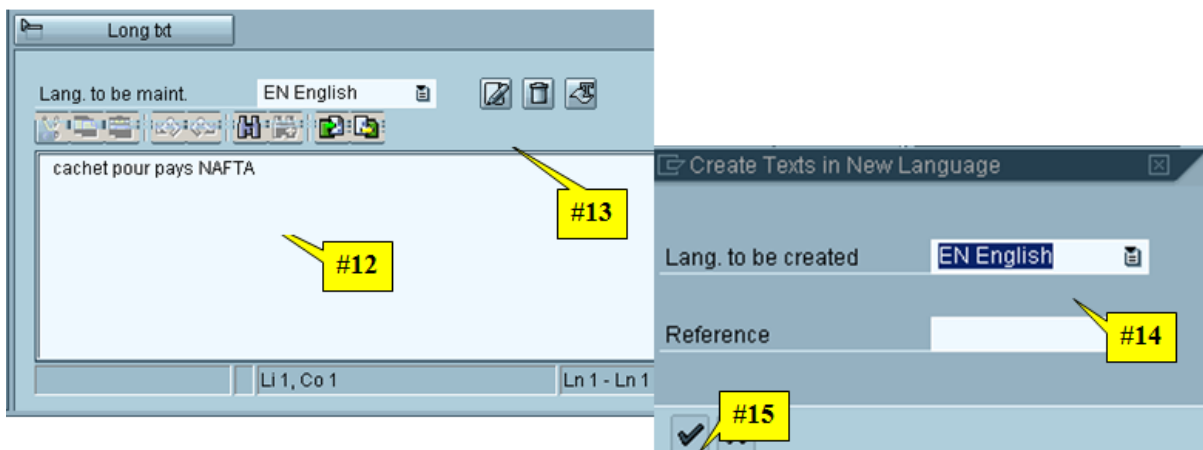 Long txt
Lang. to be maint. EN English
cachet pour pays NAFTA
#13
#12
Li 1, Co 1 Ln 1 - Ln 1
Create Texts in New Language
Lang. to be created EN English
Reference
#14
#15